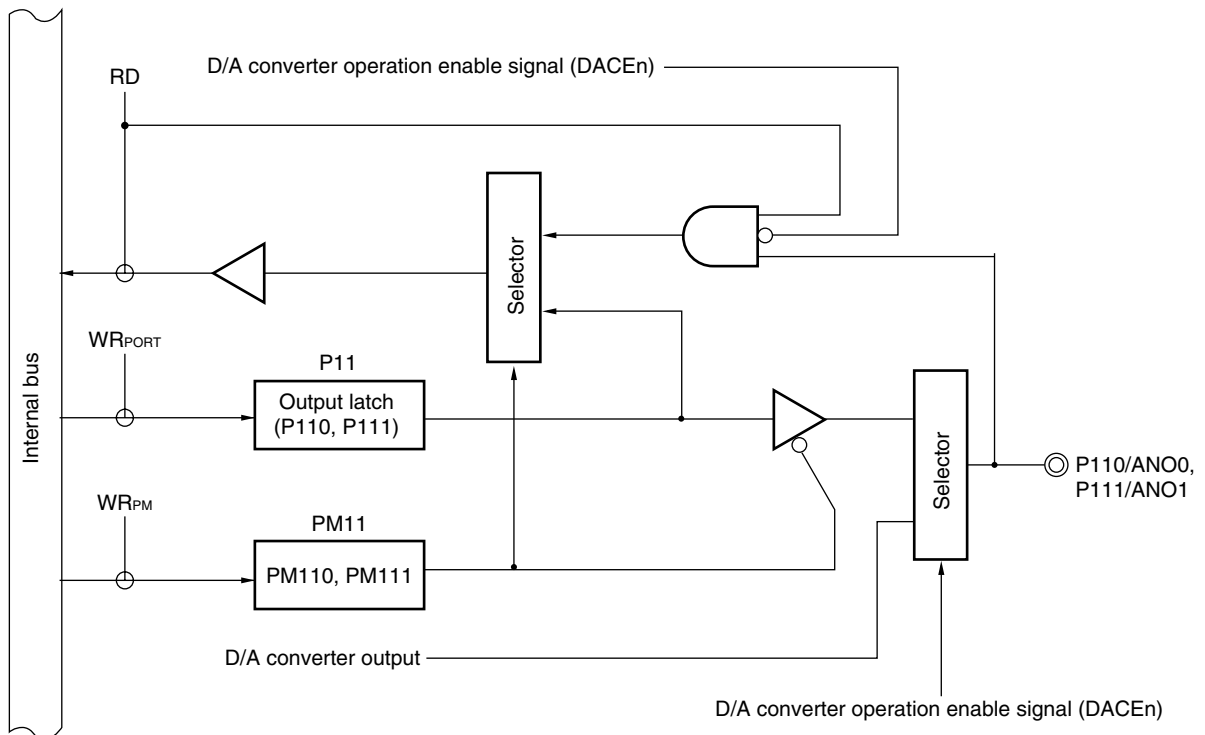 D/A converter operation enable signal (DACEn)
RD
Selector
WRPORT
P11
Output latch
(P110, P111)
Internal bus
Selector
P110/ANO0,
P111/ANO1
WRPM
PM11
PM110, PM111
D/A converter output
D/A converter operation enable signal (DACEn)